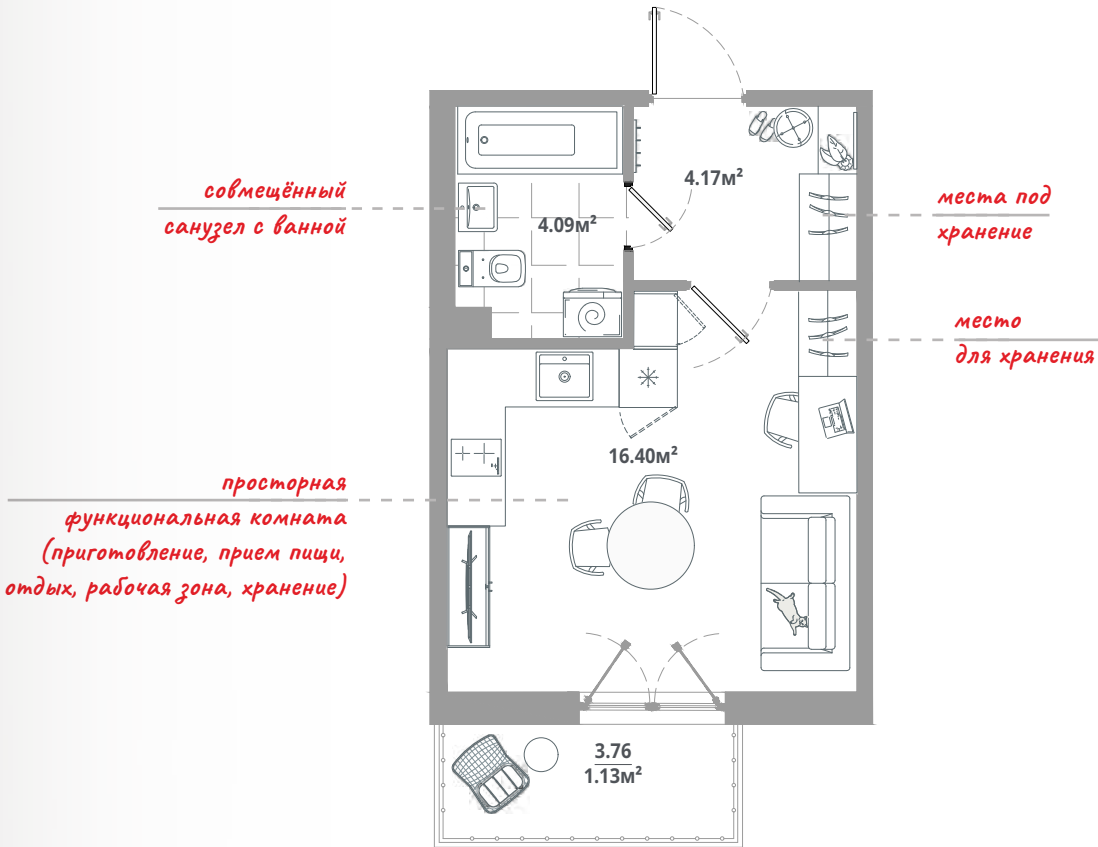 совмещённый
санузел с ванной
4.09м²
4.17м²
места под
хранение
место
для хранения
16.40м²
просторная
функциональная комната
(приготовление, прием пищи,
отдых, рабочая зона, хранение)
3.76
1.13м²